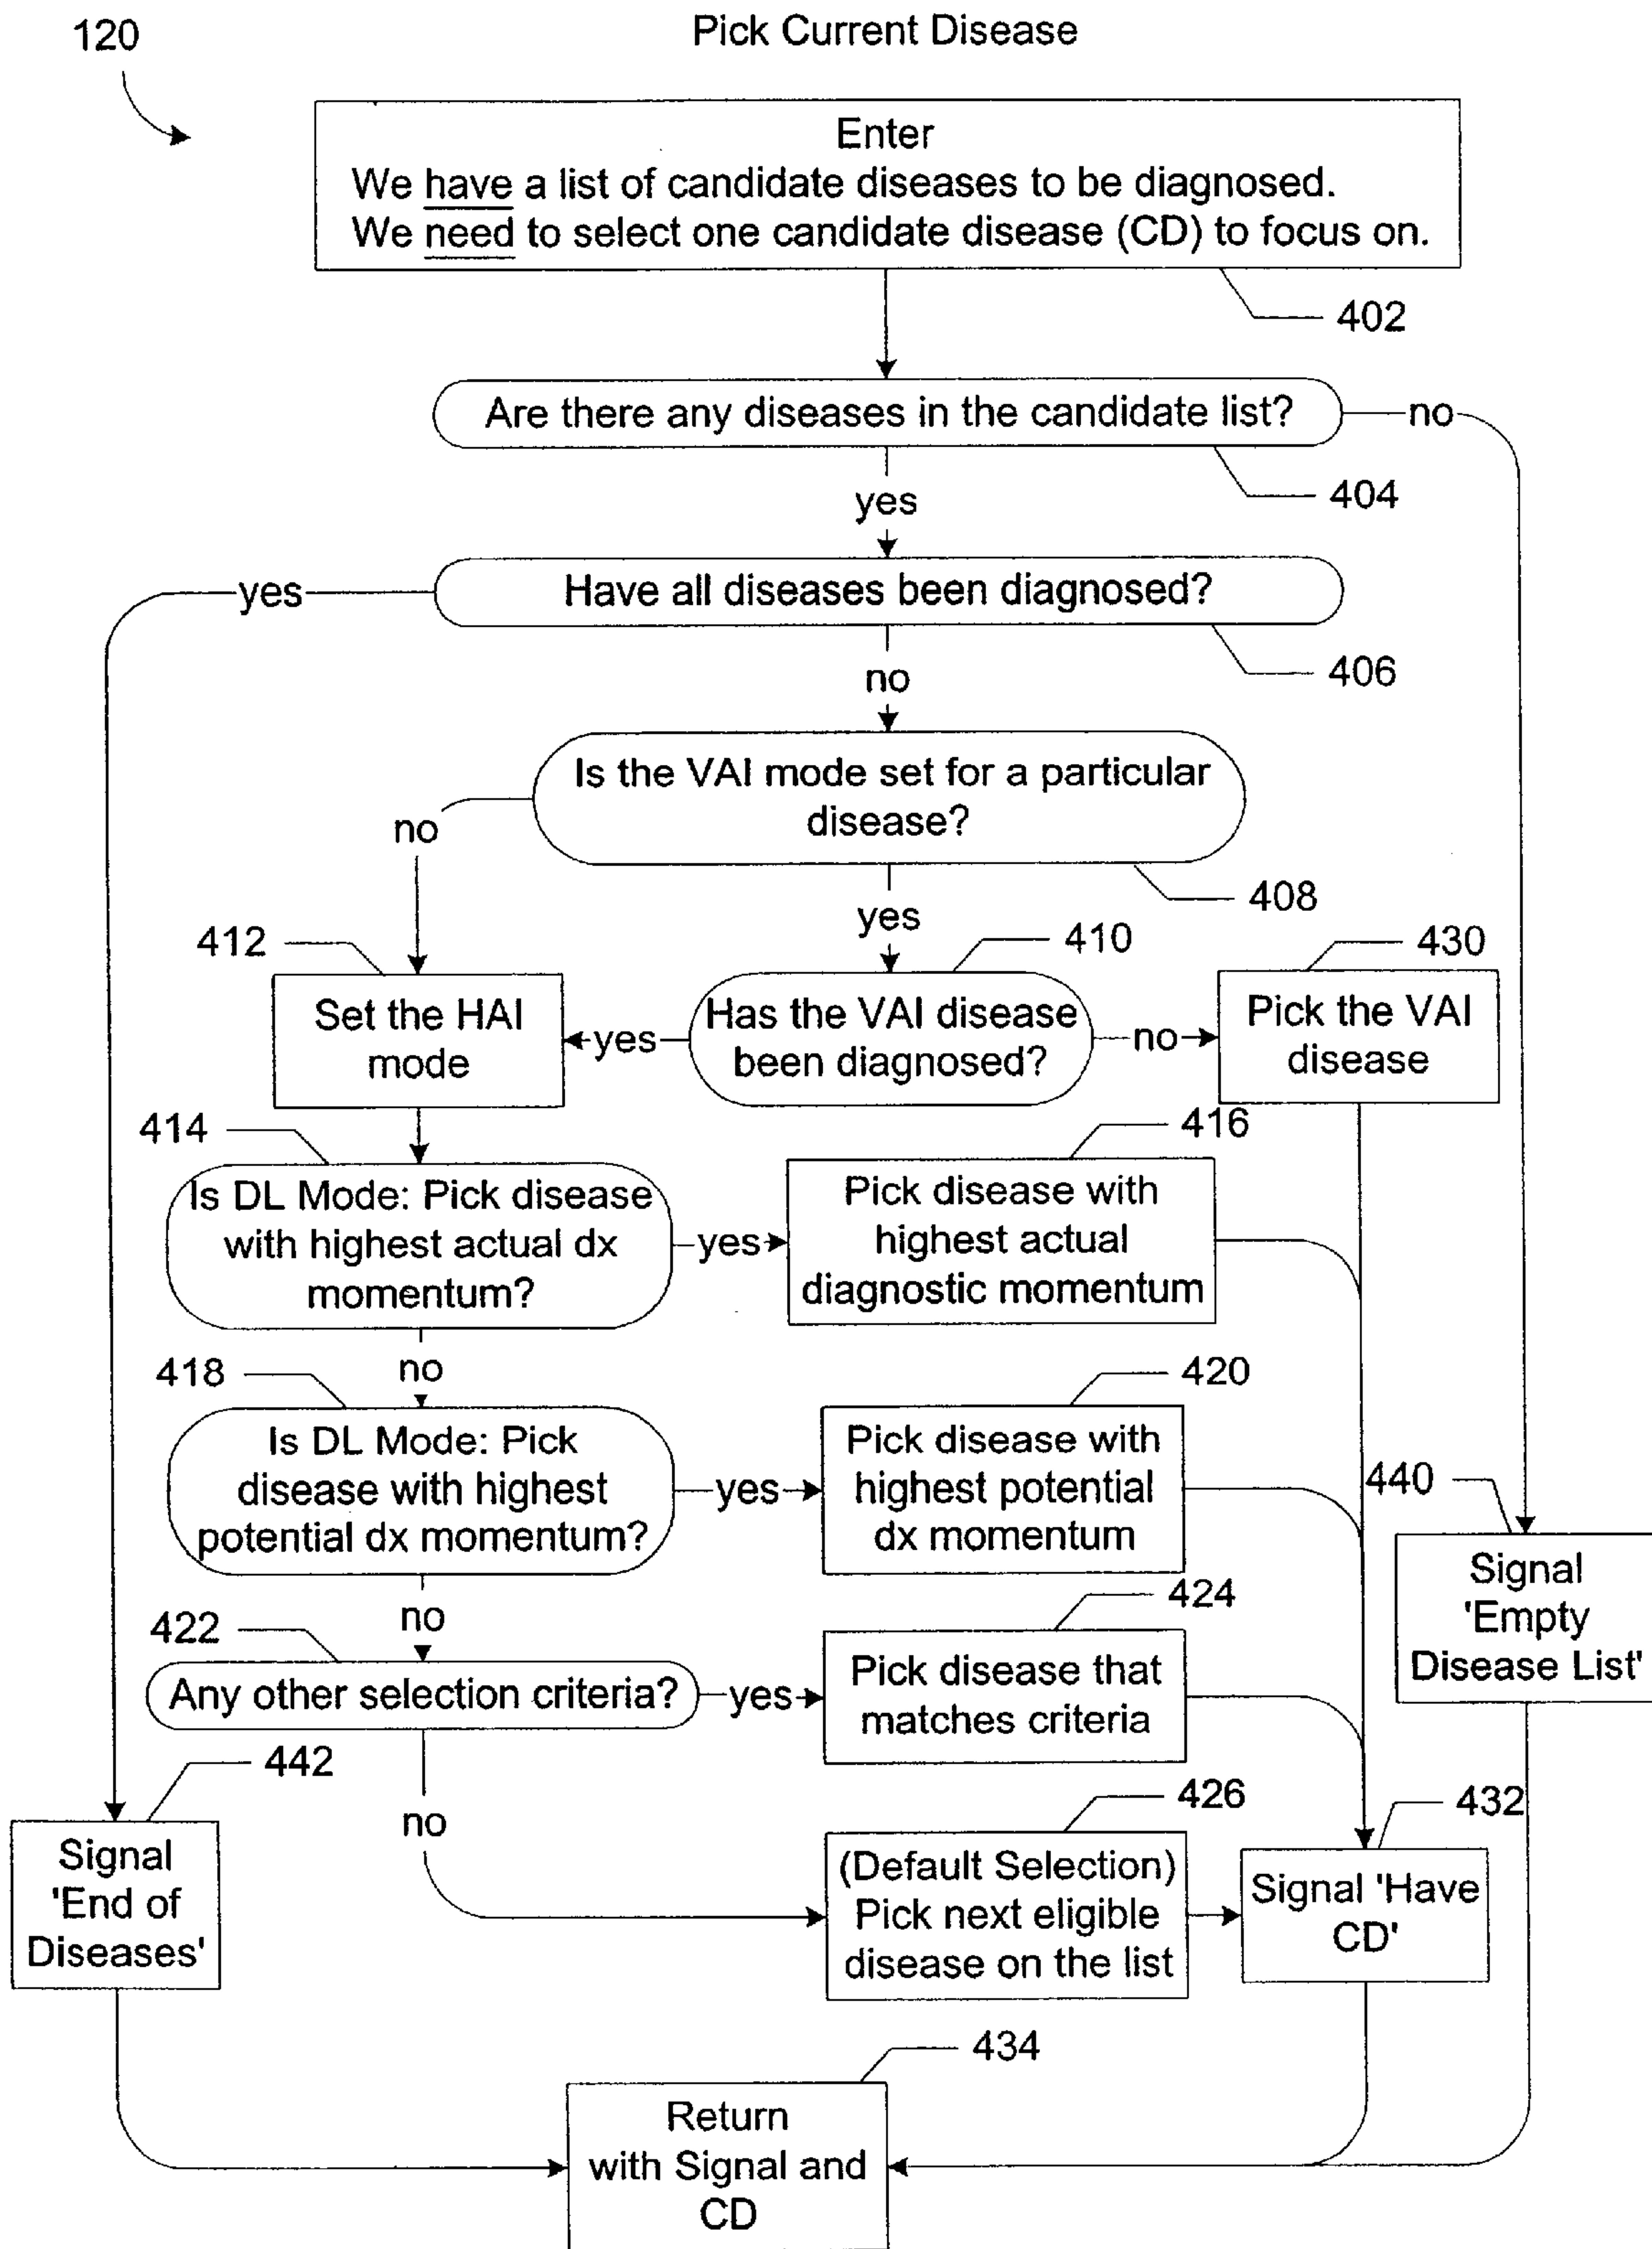 120
Pick Current Disease
Enter
We have a list of candidate diseases to be diagnosed.
We need to select one candidate disease (CD) to focus on.
402
Are there any diseases in the candidate list?
no
404
yes
Have all diseases been diagnosed?
yes
406
no
Is the VAI mode set for a particular
disease?
no
408
yes
412
410
430
Set the HAI
mode
yes
Has the VAI disease
been diagnosed?
no
Pick the VAI
disease
414
416
Is DL Mode: Pick disease
with highest actual dx
momentum?
yes
Pick disease with
highest actual
diagnostic momentum
no
418
420
Is DL Mode: Pick
disease with highest
potential dx momentum?
yes
Pick disease with
highest potential
dx momentum
440
Signal
'Empty
Disease List'
no
422
424
Any other selection criteria?
yes
Pick disease that
matches criteria
442
no
426
432
Signal
'End of
Diseases'
(Default Selection)
Pick next eligible
disease on the list
Signal 'Have
CD'
434
Return
with Signal and
CD